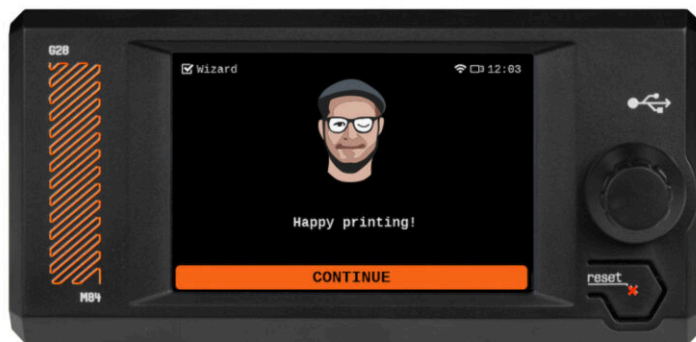 G28
Wizard
12:03
Happy printing!
CONTINUE
reset
M84